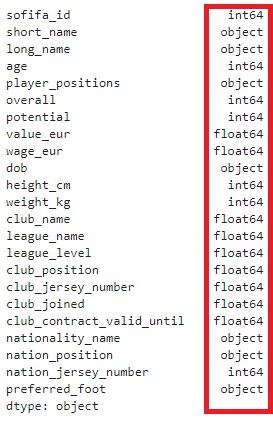 sofifa_id int64
short_name object
long_name object
age int64
player_positions object
overall int64
potential int64
value_eur float64
wage_eur float64
dob object
height_cm int64
weight_kg int64
club_name float64
league_name float64
league_level float64
club_position float64
club_jersey_number float64
club_joined float64
club_contract_valid_until float64
nationality_name object
nation_position object
nation_jersey_number int64
preferred_foot object
dtype: object